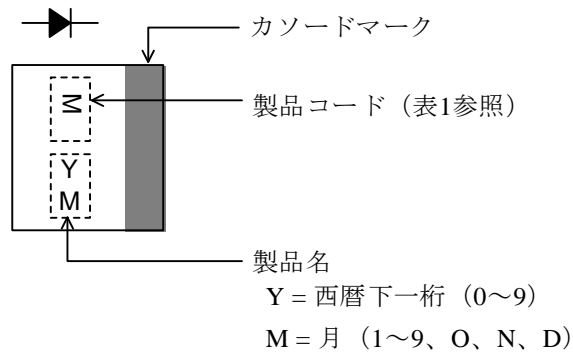 カソードマーク
M
製品コード（表1参照）
Y
M
製品名
Y = 西暦下一桁（0～9）
M = 月（1～9、O、N、D）